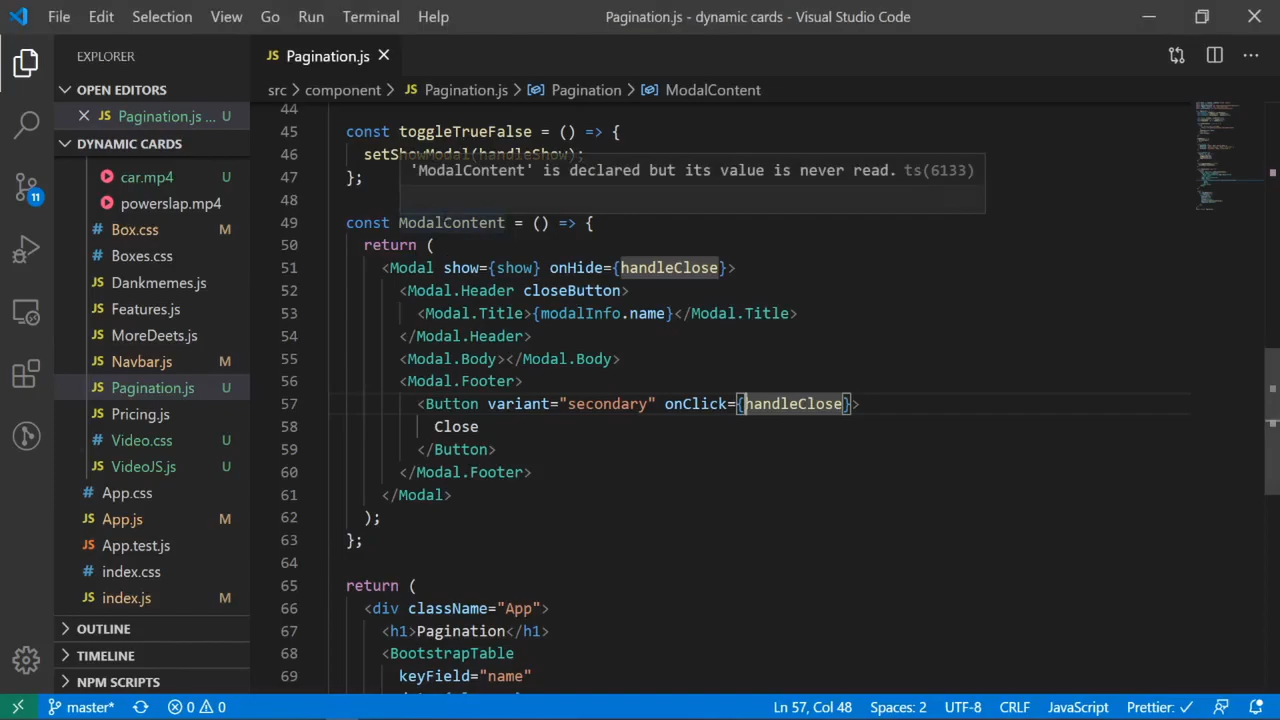 File Edit Selection View Go Run Terminal Help Pagination.js - dynamic cards - Visual Studio Code
EXPLORER
OPEN EDITORS
JS Pagination.js ... U
DYNAMIC CARDS
car.mp4 U
powerslap.mp4
# Box.css M
# Boxes.css
JS Dankmemes.js
JS Features.js
JS MoreDeets.js
JS Navbar.js M
JS Pagination.js U
JS Pricing.js
# Video.css U
JS VideoJS.js U
# App.css
JS App.js M
JS App.test.js
# index.css
JS index.js M
OUTLINE
TIMELINE
NPM SCRIPTS
11
JS Pagination.js
src > component > JS Pagination.js > Pagination > ModalContent
44
45 const toggleTrueFalse = () => {
46 setShowModal(handleShow);
'ModalContent' is declared but its value is never read. ts(6133)
47 };
48
49 const ModalContent = () => {
50 return (
51 <Modal show={show} onHide={handleClose}>
52 <Modal.Header closeButton>
53 <Modal.Title>{modalInfo.name}</Modal.Title>
54 </Modal.Header>
55 <Modal.Body></Modal.Body>
56 <Modal.Footer>
57 <Button variant="secondary" onClick={handleClose}>
58 Close
59 </Button>
60 </Modal.Footer>
61 </Modal>
62 );
63 };
64
65 return (
66 <div className="App">
67 <h1>Pagination</h1>
68 <BootstrapTable
69 keyField="name"
master* 0 0 Ln 57, Col 48 Spaces: 2 UTF-8 CRLF JavaScript Prettier: ✓